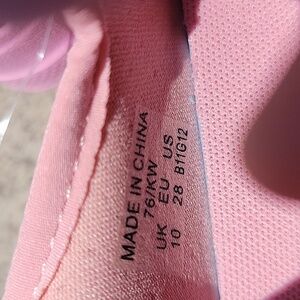 MADE IN CHINA
76/KW
UK EU US
10 28 B11G12